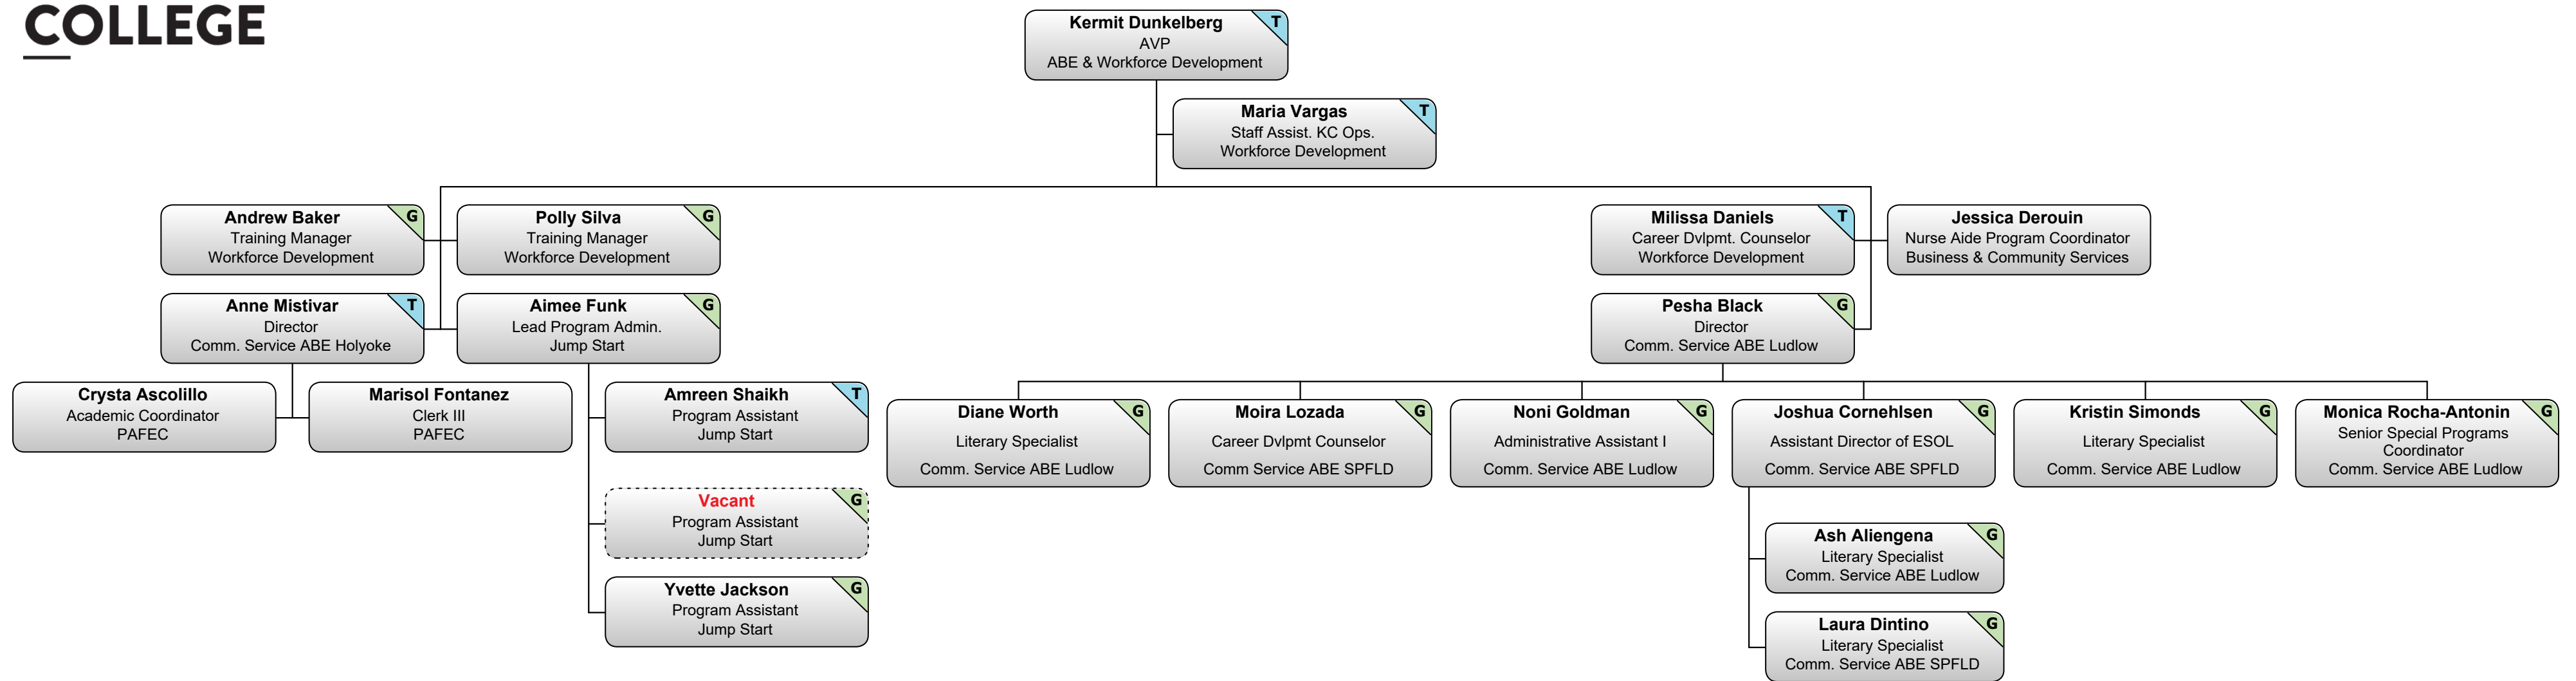 COLLEGE
Kermit Dunkelberg
T
AVP
ABE & Workforce Development
Maria Vargas
T
Staff Assist. KC Ops.
Workforce Development
Andrew Baker
G
Training Manager
Workforce Development
Polly Silva
G
Training Manager
Workforce Development
Milissa Daniels
T
Career Dvlpmt. Counselor
Workforce Development
Jessica Derouin
Nurse Aide Program Coordinator
Business & Community Services
Anne Mistivar
T
Director
Comm. Service ABE Holyoke
Aimee Funk
G
Lead Program Admin.
Jump Start
Pesha Black
G
Director
Comm. Service ABE Ludlow
Crysta Ascolillo
Academic Coordinator
PAFEC
Marisol Fontanez
Clerk III
PAFEC
Amreen Shaikh
T
Program Assistant
Jump Start
Diane Worth
G
Literary Specialist
Comm. Service ABE Ludlow
Moira Lozada
G
Career Dvlpmt Counselor
Comm Service ABE SPFLD
Noni Goldman
G
Administrative Assistant I
Comm. Service ABE Ludlow
Joshua Cornehlsen
G
Assistant Director of ESOL
Comm. Service ABE SPFLD
Kristin Simonds
G
Literary Specialist
Comm. Service ABE Ludlow
Monica Rocha-Antonin
G
Senior Special Programs
Coordinator
Comm. Service ABE Ludlow
Vacant
G
Program Assistant
Jump Start
Ash Aliengena
G
Literary Specialist
Comm. Service ABE Ludlow
Yvette Jackson
G
Program Assistant
Jump Start
Laura Dintino
G
Literary Specialist
Comm. Service ABE SPFLD